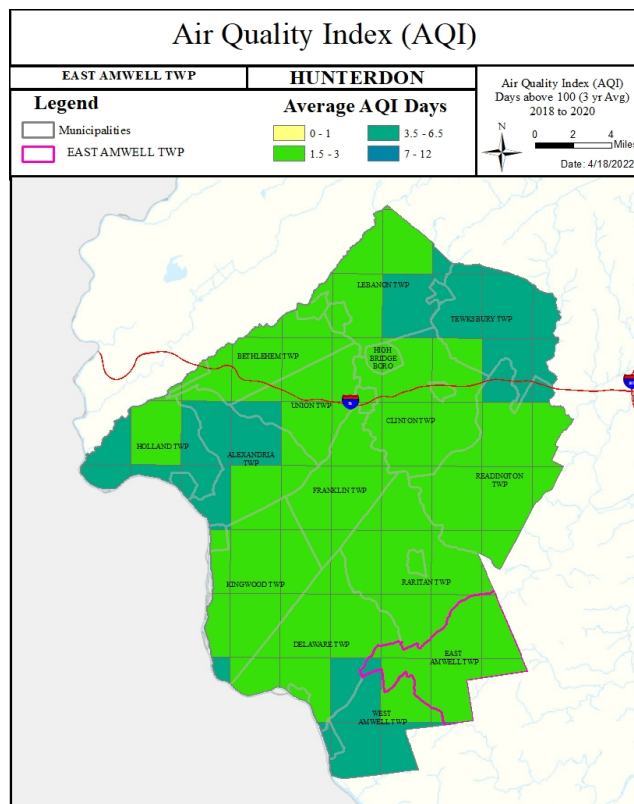 Air Quality Index (AQI)
EAST AMWELL TWP
HUNTERDON
Air Quality Index (AQI)
Days above 100 (3 yr Avg)
2018 to 2020
Legend
Municipalities
EAST AMWELL TWP
Average AQI Days
0 - 1
1.5 - 3
3.5 - 6.5
7 - 12
N
0 2 4
Miles
Date: 4/18/2022
LEBANON TWP
TEWKSBURY TWP
BETHLEHEM TWP
HIGH
BRIDGE
BORO
UNION TWP
CLINTON TWP
HOLLAND TWP
ALEXANDRIA
TWP
READINGTON
TWP
FRANKLIN TWP
KINGWOOD TWP
RARITAN TWP
DELAWARE TWP
EAST
AMWELL TWP
WEST
AMWELL TWP